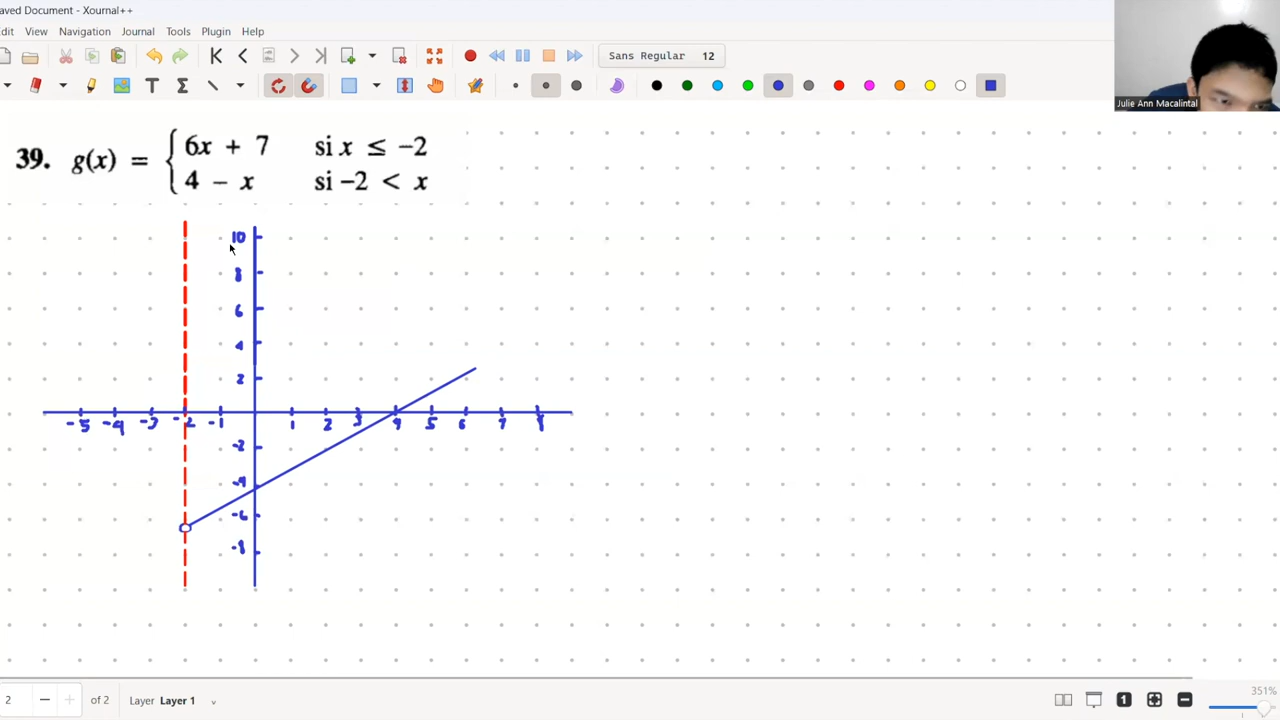 aved Document - Xournal++
dit View Navigation Journal Tools Plugin Help
Sans Regular 12
Julie Ann Macalintal
39. g(x) = { 6x + 7 si x ≤ -2
4 - x si -2 < x
10
8
6
4
2
-5 -4 -3 -2 -1 1 2 3 4 5 6 7 8
-2
-4
-6
-8
2 of 2 Layer Layer 1
351%